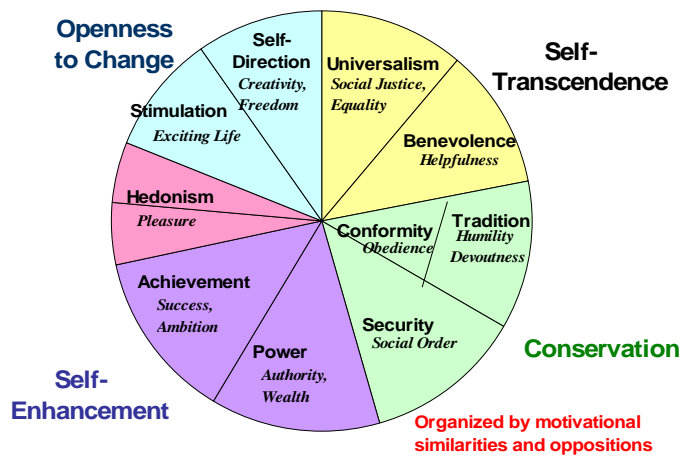 Openness
to Change
Self-
Transcendence
Self-
Direction
Creativity,
Freedom
Universalism
Social Justice,
Equality
Stimulation
Exciting Life
Benevolence
Helpfulness
Hedonism
Pleasure
Conformity
Obedience
Tradition
Humility
Devoutness
Achievement
Success,
Ambition
Security
Social Order
Power
Authority,
Wealth
Self-
Enhancement
Conservation
Organized by motivational
similarities and oppositions